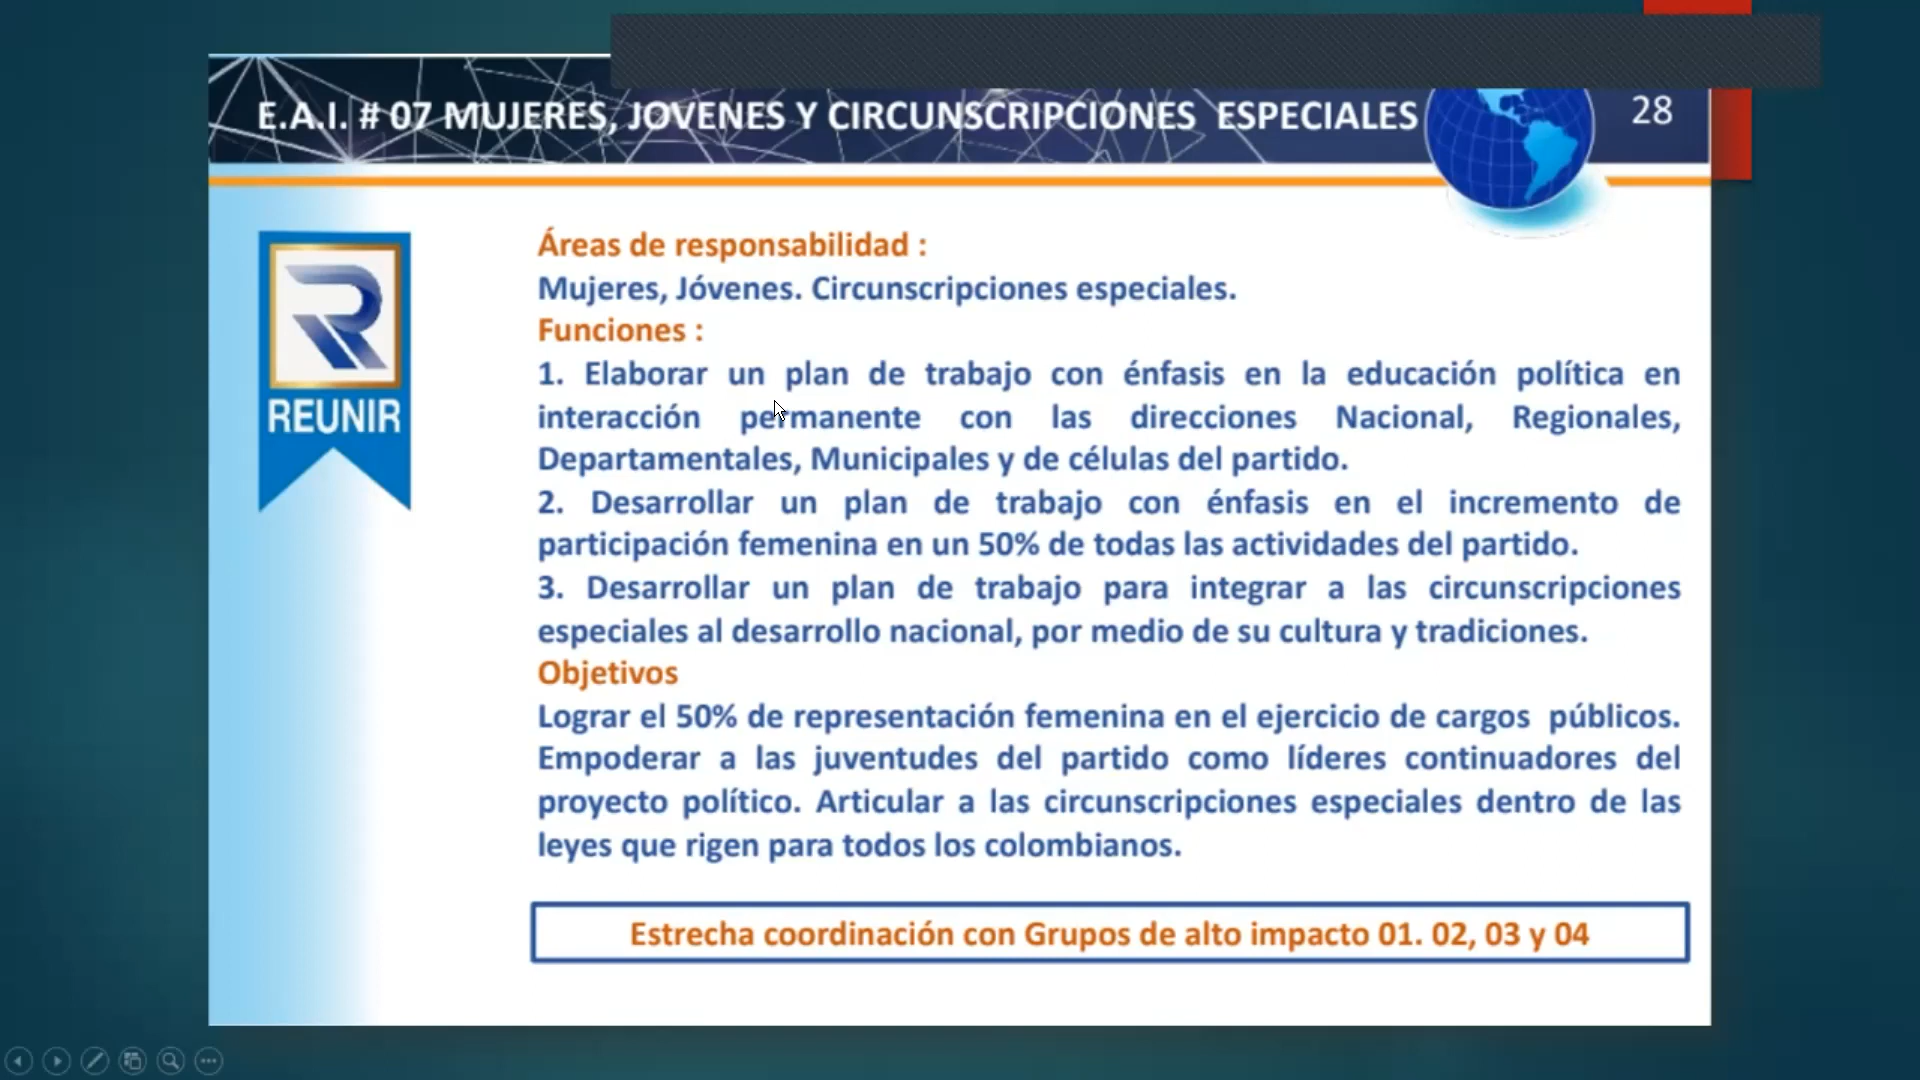 E.A.I. # 07 MUJERES, JOVENES Y CIRCUNSCRIPCIONES ESPECIALES
28
REUNIR
Áreas de responsabilidad :
Mujeres, Jóvenes. Circunscripciones especiales.
Funciones :
1. Elaborar un plan de trabajo con énfasis en la educación política en
interacción permanente con las direcciones Nacional, Regionales,
Departamentales, Municipales y de células del partido.
2. Desarrollar un plan de trabajo con énfasis en el incremento de
participación femenina en un 50% de todas las actividades del partido.
3. Desarrollar un plan de trabajo para integrar a las circunscripciones
especiales al desarrollo nacional, por medio de su cultura y tradiciones.
Objetivos
Lograr el 50% de representación femenina en el ejercicio de cargos públicos.
Empoderar a las juventudes del partido como líderes continuadores del
proyecto político. Articular a las circunscripciones especiales dentro de las
leyes que rigen para todos los colombianos.
Estrecha coordinación con Grupos de alto impacto 01. 02, 03 y 04